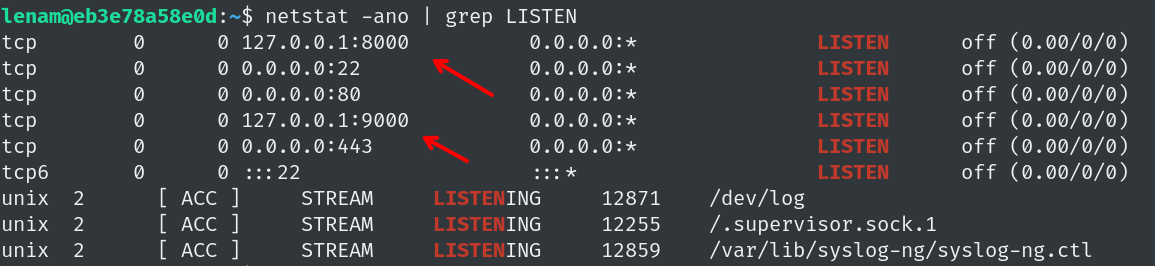 lenam@eb3e78a58e0d:~$ netstat -ano | grep LISTEN
tcp        0      0 127.0.0.1:8000          0.0.0.0:*               LISTEN      off (0.00/0/0)
tcp        0      0 0.0.0.0:22              0.0.0.0:*               LISTEN      off (0.00/0/0)
tcp        0      0 0.0.0.0:80              0.0.0.0:*               LISTEN      off (0.00/0/0)
tcp        0      0 127.0.0.1:9000          0.0.0.0:*               LISTEN      off (0.00/0/0)
tcp        0      0 0.0.0.0:443             0.0.0.0:*               LISTEN      off (0.00/0/0)
tcp6       0      0 :::22                   :::*                    LISTEN      off (0.00/0/0)
unix  2      [ ACC ]     STREAM     LISTENING     12871    /dev/log
unix  2      [ ACC ]     STREAM     LISTENING     12255    /.supervisor.sock.1
unix  2      [ ACC ]     STREAM     LISTENING     12859    /var/lib/syslog-ng/syslog-ng.ctl